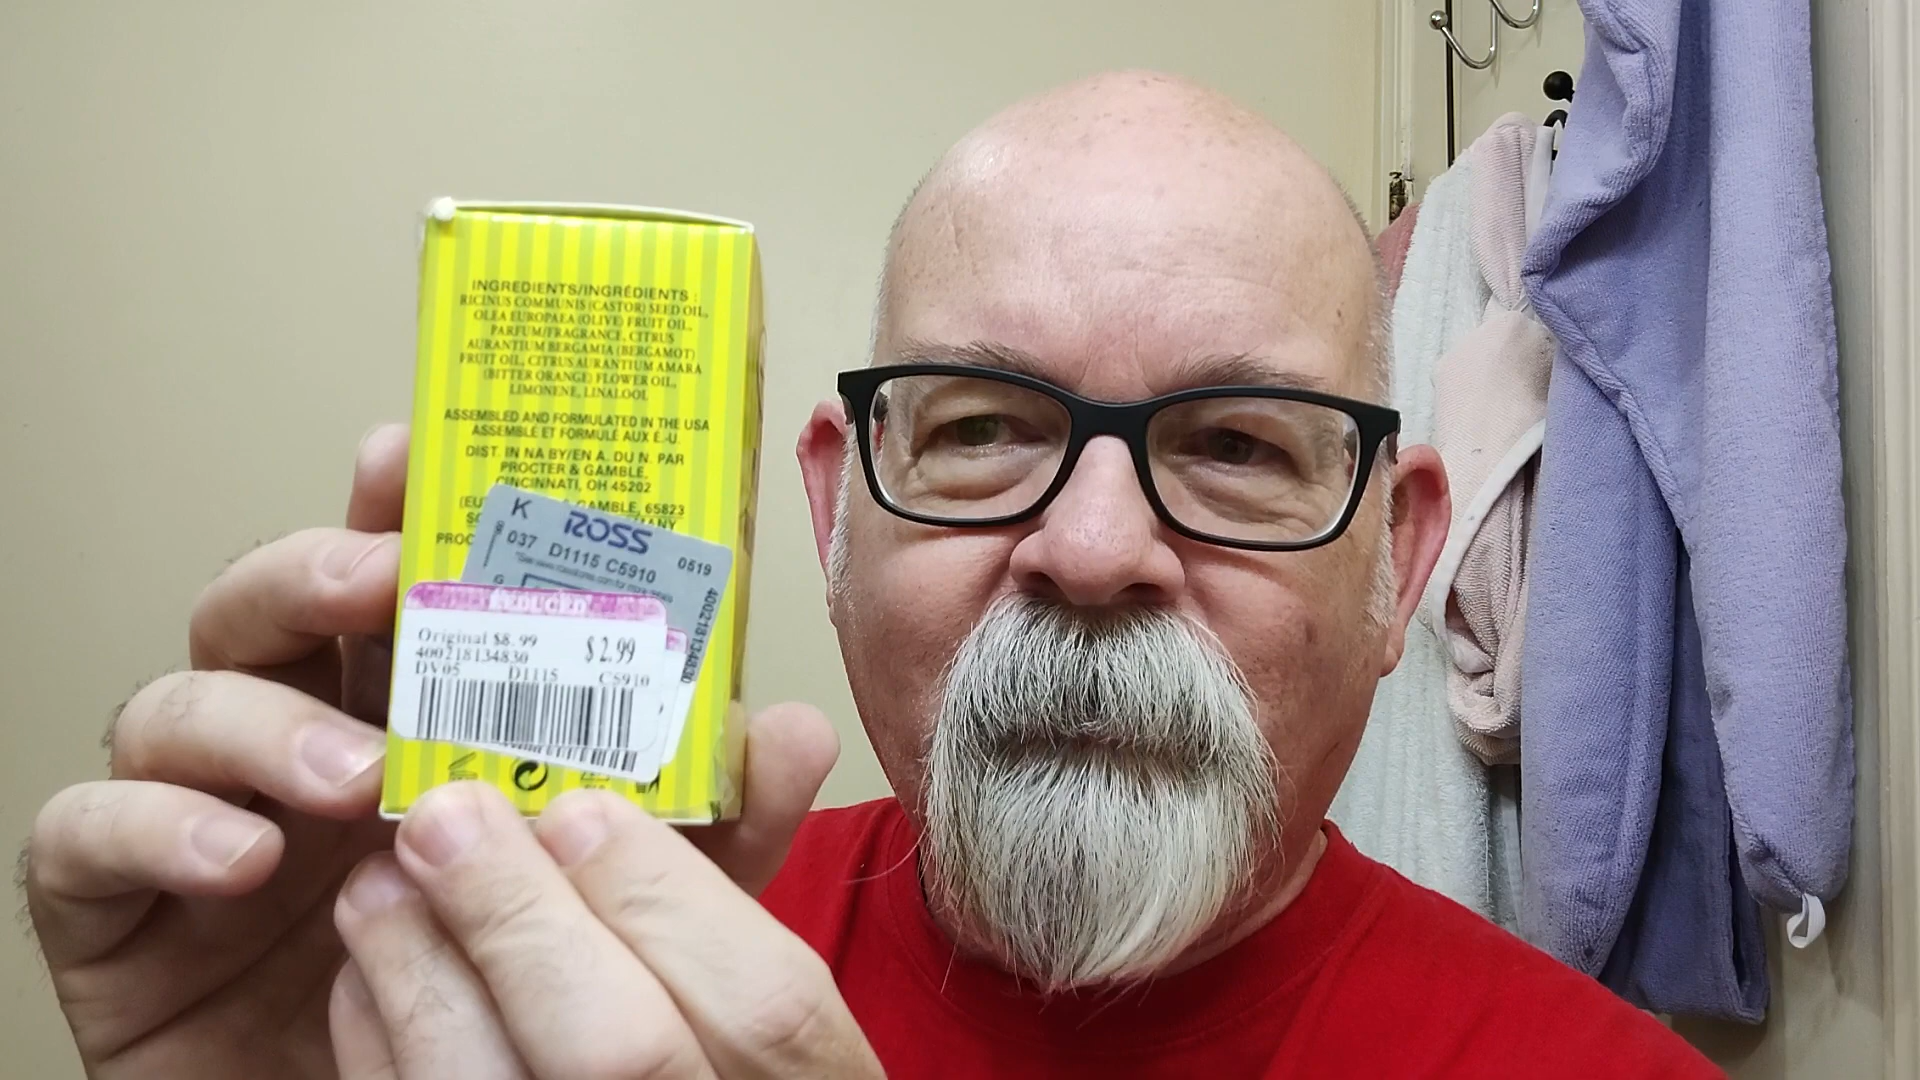 INGREDIENTS/INGRÉDIENTS :
RICINUS COMMUNIS (CASTOR) SEED OIL,
OLEA EUROPAEA (OLIVE) FRUIT OIL,
PARFUM/FRAGRANCE, CITRUS
AURANTIUM BERGAMIA (BERGAMOT)
FRUIT OIL, CITRUS AURANTIUM AMARA
(BITTER ORANGE) FLOWER OIL,
LIMONENE, LINALOOL
ASSEMBLED AND FORMULATED IN THE USA
ASSEMBLÉ ET FORMULÉ AUX É.-U.
DIST. IN NA BY/EN A. DU N. PAR
PROCTER & GAMBLE,
CINCINNATI, OH 45202
GAMBLE, 65823
K
ROSS
037 D1115 C5910 0519
400218134830
REDUCED
Original $8.99 $2.99
400218134830
DV05 D1115 C5910